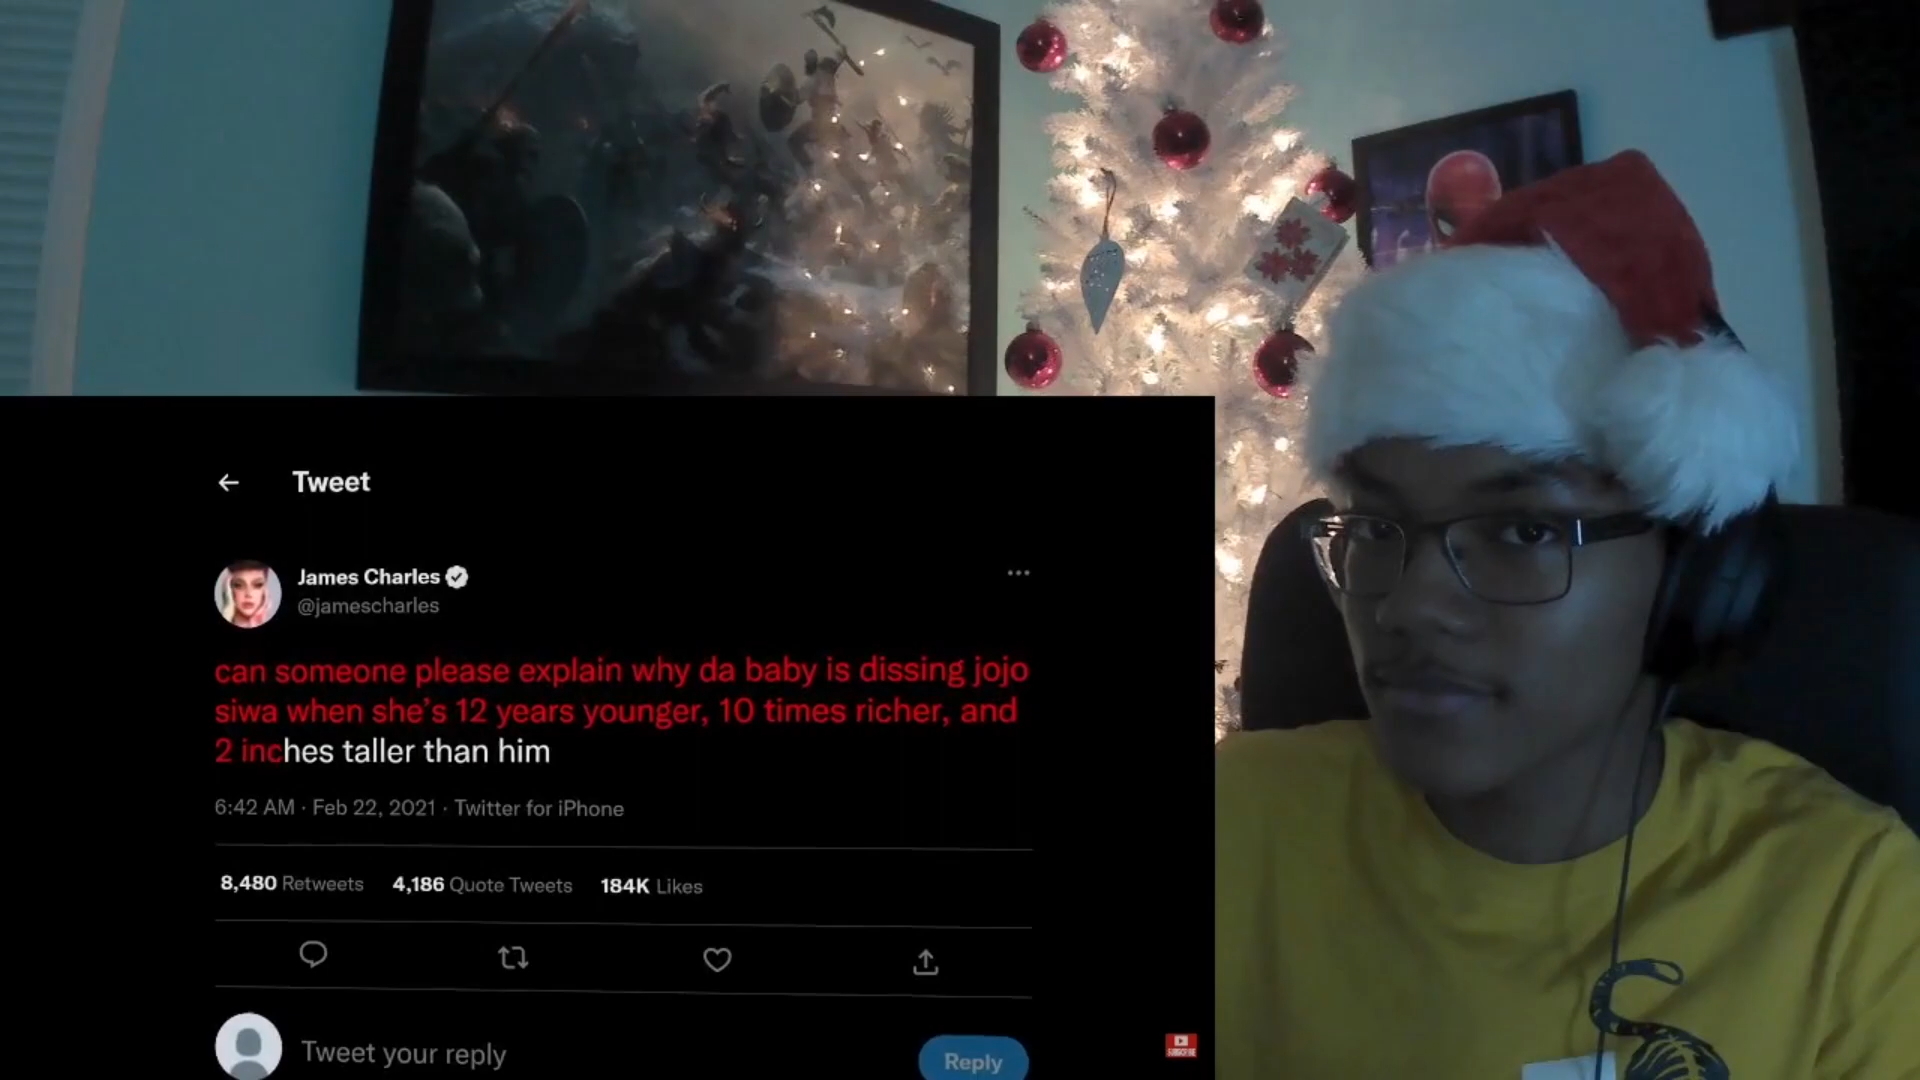 Tweet
James Charles
@jamescharles
can someone please explain why da baby is dissing jojo
siwa when she's 12 years younger, 10 times richer, and
2 inches taller than him
6:42 AM · Feb 22, 2021 · Twitter for iPhone
8,480 Retweets 4,186 Quote Tweets 184K Likes
Tweet your reply
Reply
SUBSCRIBE